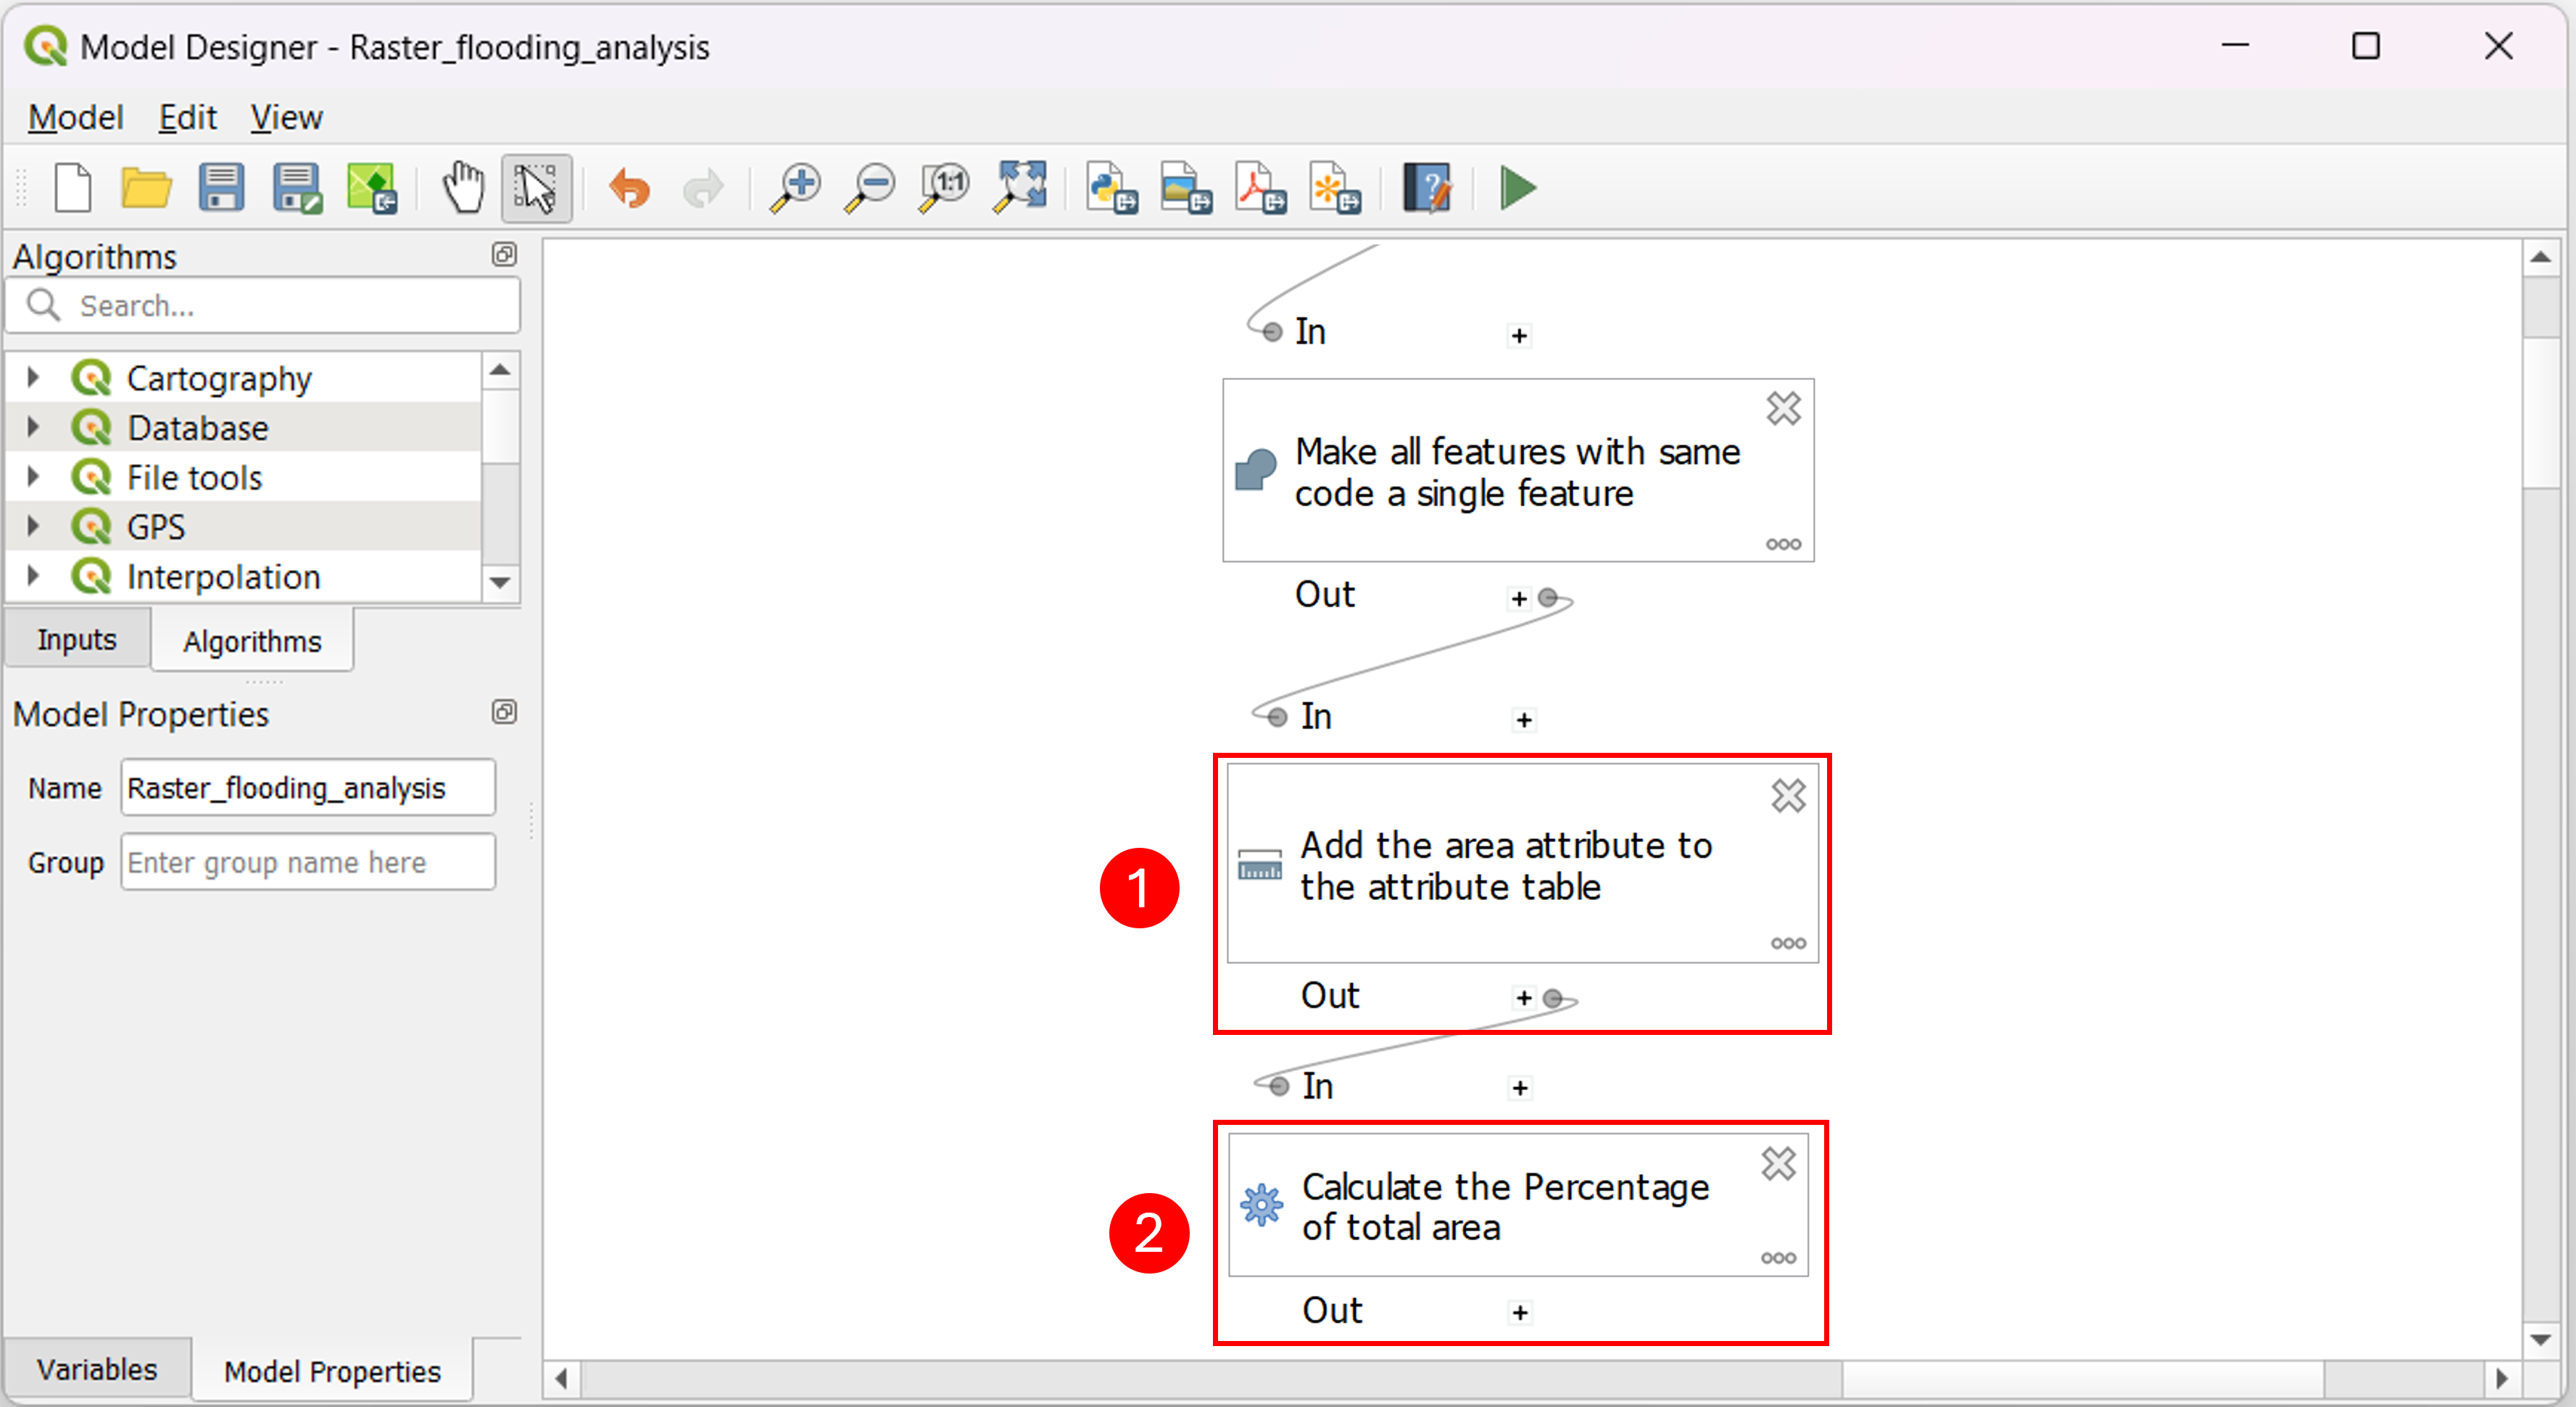 Model Designer - Raster_flooding_analysis
Model Edit View
1:1
?
Algorithms
Search...
Cartography
Database
File tools
GPS
Interpolation
Inputs Algorithms
Model Properties
Name Raster_flooding_analysis
Group Enter group name here
Variables Model Properties
In +
Make all features with same
code a single feature
Out +
In +
1
Add the area attribute to
the attribute table
Out +
In +
2
Calculate the Percentage
of total area
Out +